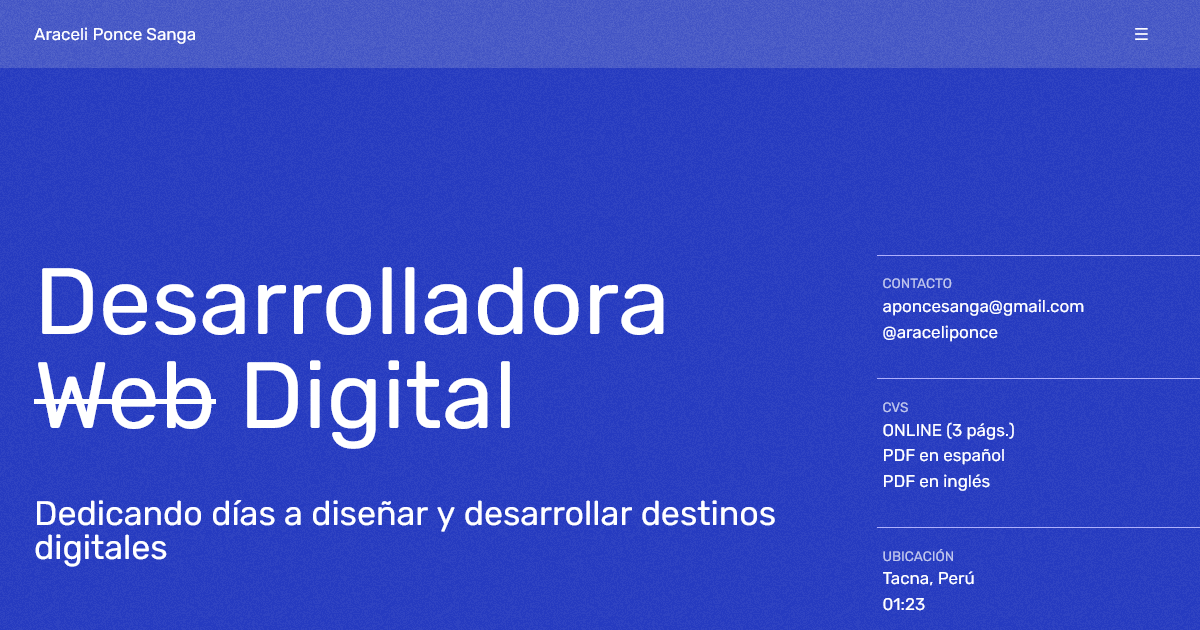 Araceli Ponce Sanga
Desarrolladora
Web Digital
Dedicando días a diseñar y desarrollar destinos
digitales
CONTACTO
aponcesanga@gmail.com
@araceliponce
CVS
ONLINE (3 págs.)
PDF en español
PDF en inglés
UBICACIÓN
Tacna, Perú
01:23